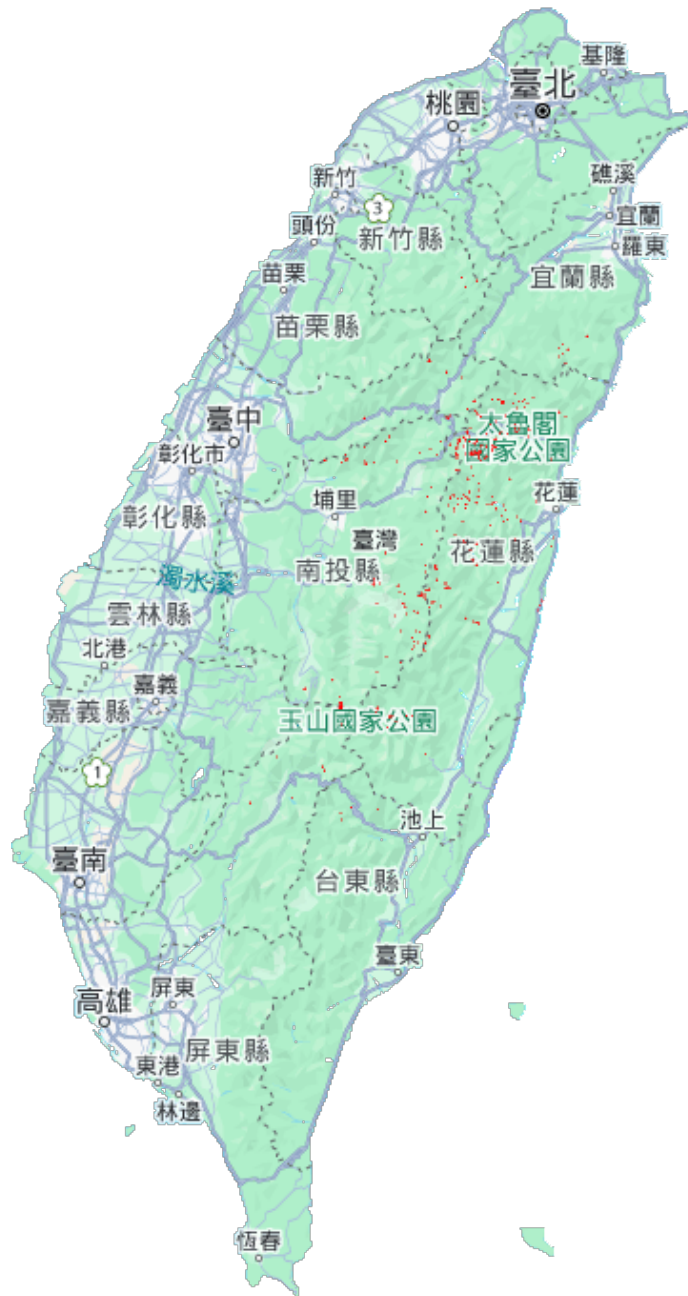 基隆
臺北
桃園
新竹
3
礁溪
宜蘭
頭份
新竹縣
羅東
苗栗
宜蘭縣
苗栗縣
臺中
太魯閣
國家公園
彰化市
埔里
花蓮
彰化縣
臺灣
花蓮縣
南投縣
濁水溪
雲林縣
北港
嘉義
嘉義縣
玉山國家公園
1
池上
臺南
台東縣
臺東
屏東
高雄
屏東縣
東港
林邊
恆春